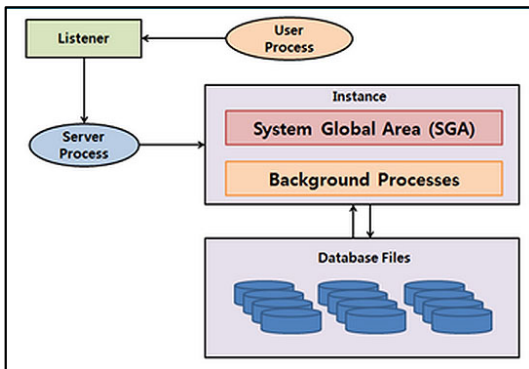 Listener
User
Process
Server
Process
Instance
System Global Area (SGA)
Background Processes
Database Files